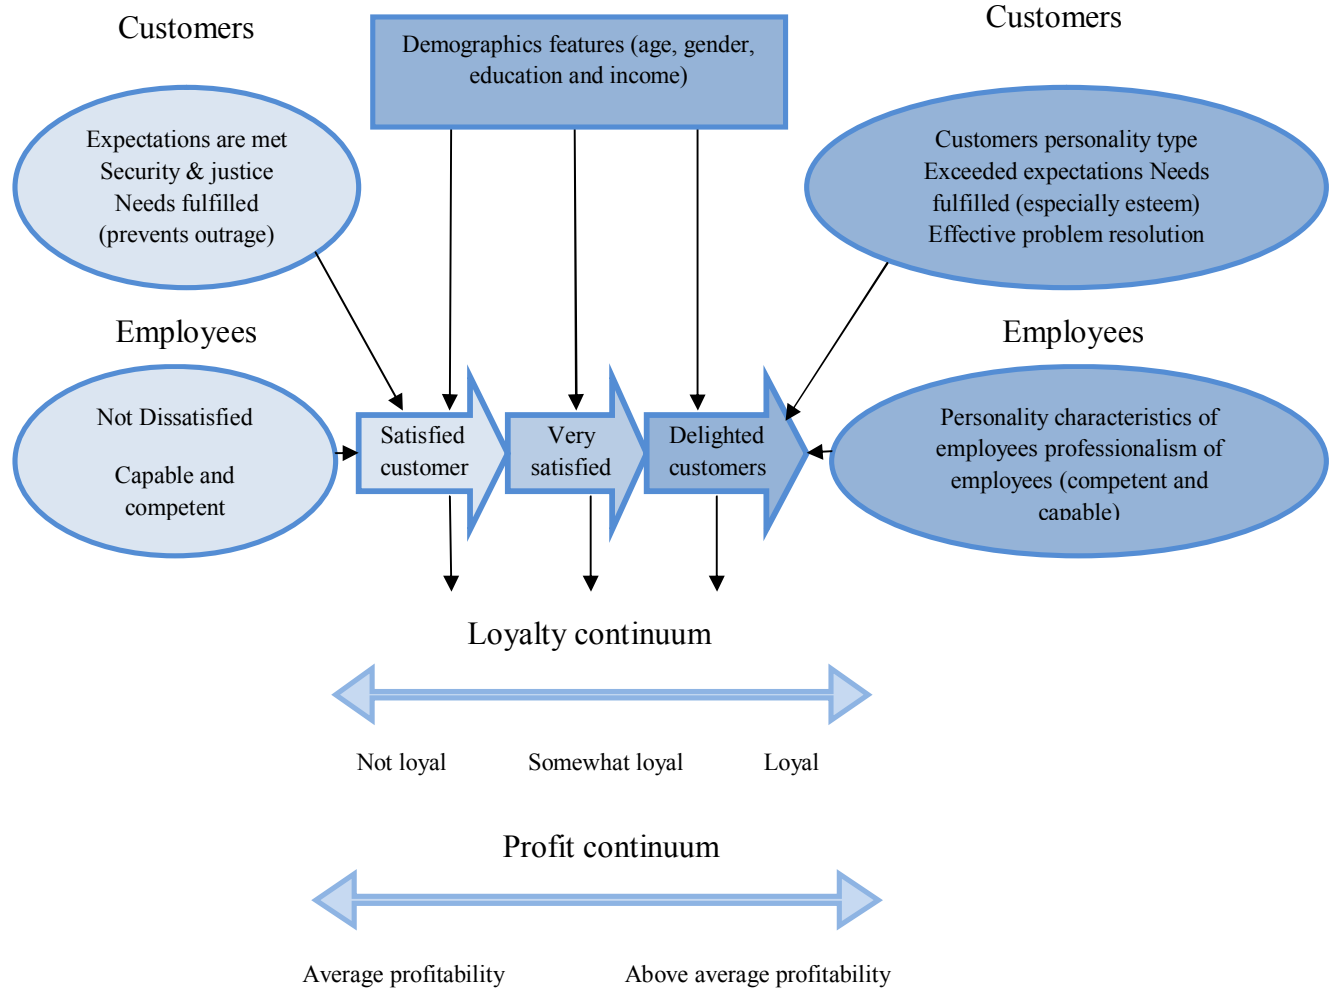 Customers
Demographics features (age, gender,
education and income)
Customers
Expectations are met
Security & justice
Needs fulfilled
(prevents outrage)
Customers personality type
Exceeded expectations Needs
fulfilled (especially esteem)
Effective problem resolution
Employees
Employees
Not Dissatisfied
Capable and
competent
Satisfied
customer
Very
satisfied
Delighted
customers
Personality characteristics of
employees professionalism of
employees (competent and
capable)
Loyalty continuum
Not loyal
Somewhat loyal
Loyal
Profit continuum
Average profitability
Above average profitability